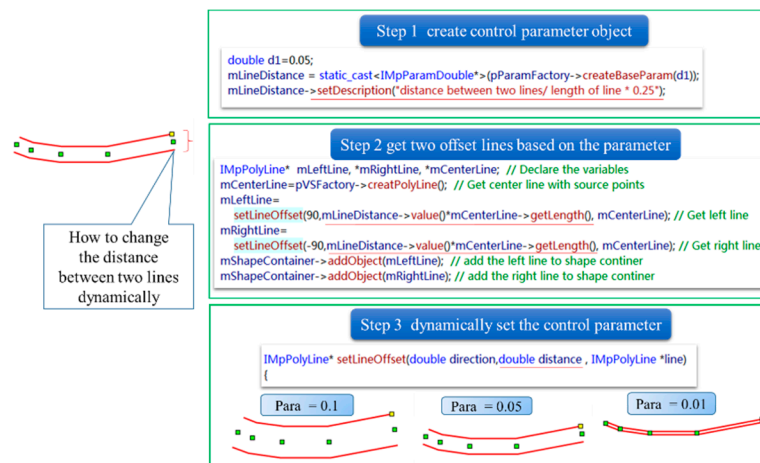 Step 1 create control parameter object
double d1=0.05;
mLineDistance = static_cast<IMpParamDouble*>(pParamFactory->createBaseParam(d1));
mLineDistance->setDescription("distance between two lines/ length of line * 0.25");
Step 2 get two offset lines based on the parameter
IMpPolyLine* mLeftLine, *mRightLine, *mCenterLine; // Declare the variables
mCenterLine=pVSFactory->creatPolyLine(); // Get center line with source points
mLeftLine=
setLineOffset(90,mLineDistance->value()*mCenterLine->getLength(), mCenterLine); // Get left line
mRightLine=
setLineOffset(-90,mLineDistance->value()*mCenterLine->getLength(), mCenterLine); // Get right line
mShapeContainer->addObject(mLeftLine); // add the left line to shape continer
mShapeContainer->addObject(mRightLine); // add the right line to shape continer
How to change
the distance
between two lines
dynamically
Step 3 dynamically set the control parameter
IMpPolyLine* setLineOffset(double direction,double distance , IMpPolyLine *line)
{
Para = 0.1
Para = 0.05
Para = 0.01